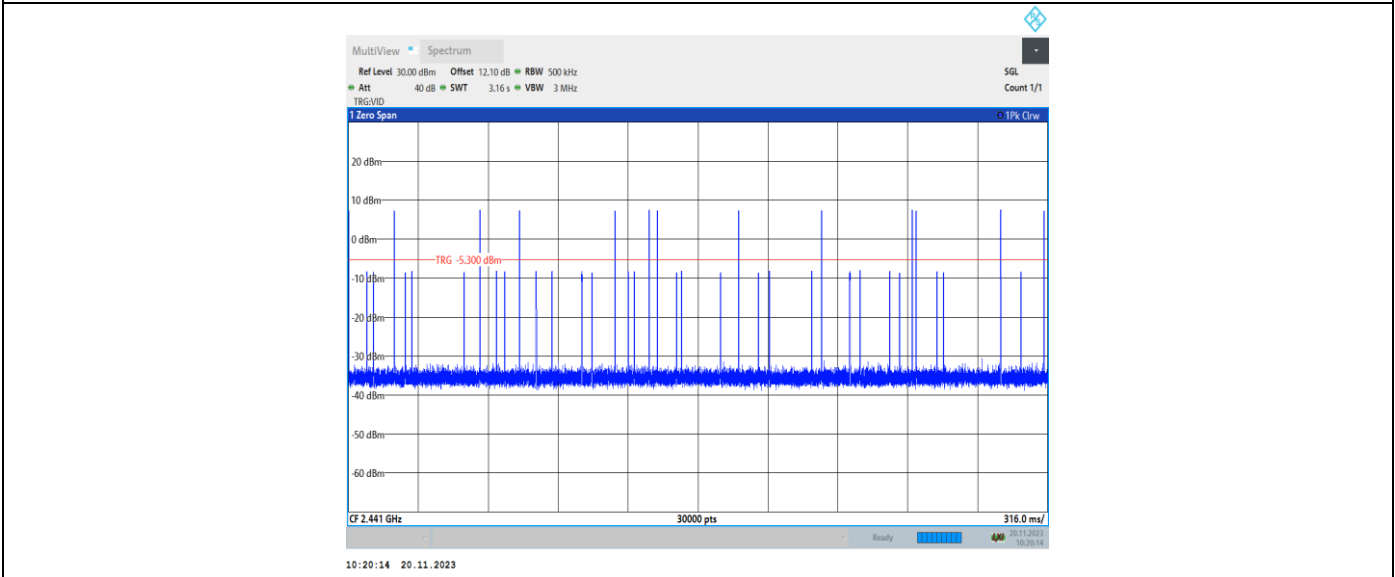 MultiView Spectrum
Ref Level 30.00 dBm Offset 12.10 dB RBW 500 kHz SGL
Att 40 dB SWT 3.16 s VBW 3 MHz Count 1/1
TRG:VID
1 Zero Span 1Pk Clrw
20 dBm
10 dBm
0 dBm
TRG -5.300 dBm
-10 dBm
-20 dBm
-30 dBm
-40 dBm
-50 dBm
-60 dBm
CF 2.441 GHz 30000 pts 316.0 ms/
Ready 20.11.2023
10:20:14
10:20:14 20.11.2023